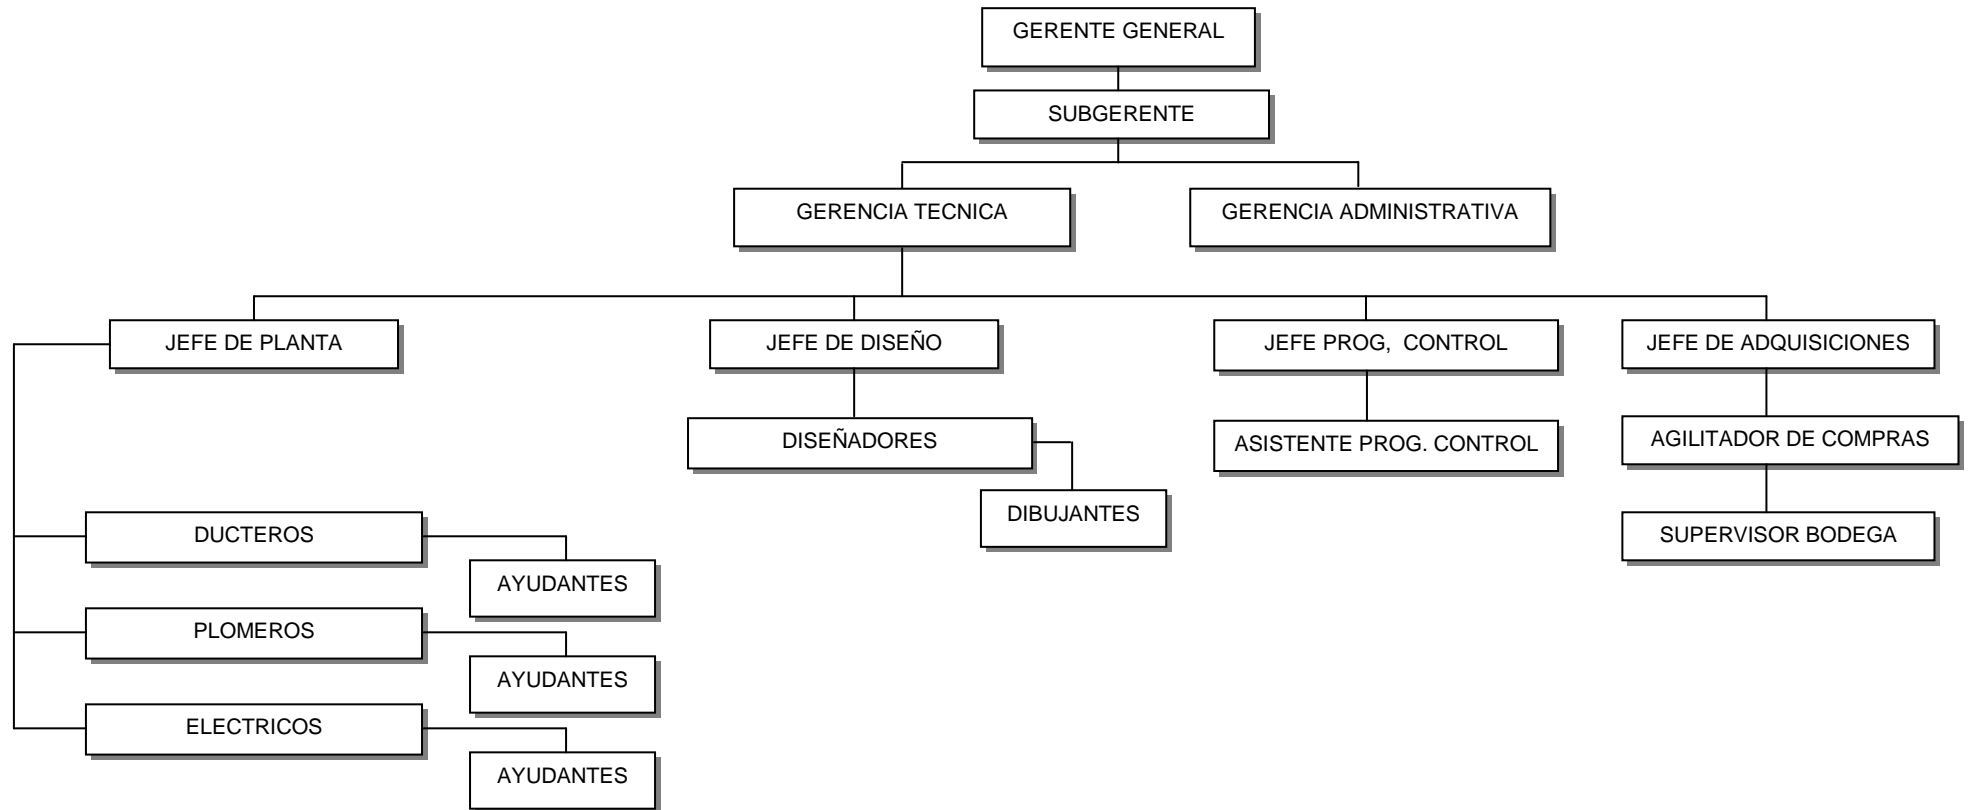 GERENTE GENERAL
SUBGERENTE
GERENCIA TECNICA
GERENCIA ADMINISTRATIVA
JEFE DE PLANTA
JEFE DE DISEÑO
JEFE PROG, CONTROL
JEFE DE ADQUISICIONES
DISEÑADORES
ASISTENTE PROG. CONTROL
AGILITADOR DE COMPRAS
DIBUJANTES
SUPERVISOR BODEGA
DUCTEROS
AYUDANTES
PLOMEROS
AYUDANTES
ELECTRICOS
AYUDANTES